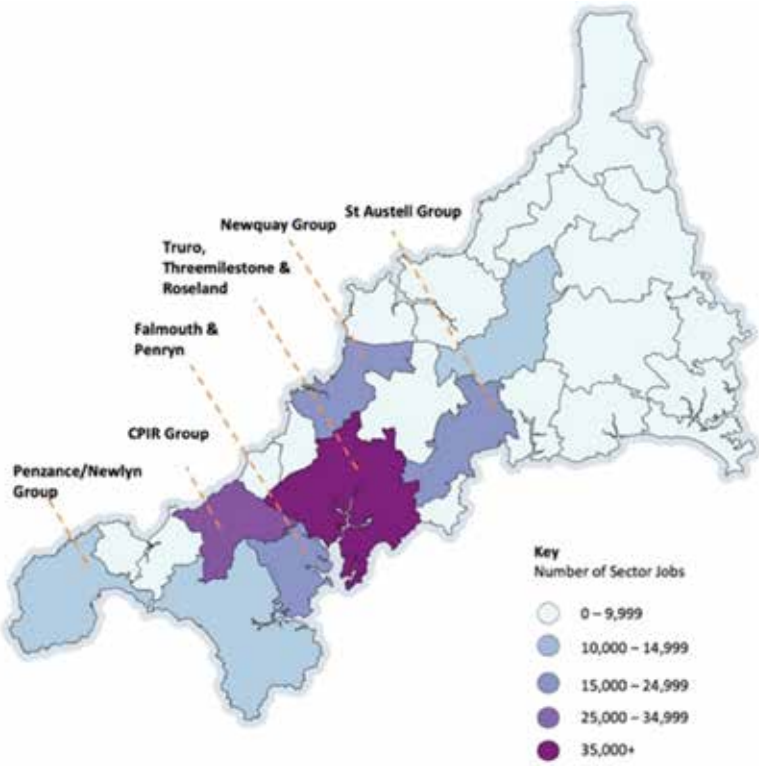 St Austell Group
Newquay Group
Truro,
Threemilestone &
Roseland
Falmouth &
Penryn
CPIR Group
Penzance/Newlyn
Group
Key
Number of Sector Jobs
0 – 9,999
10,000 – 14,999
15,000 – 24,999
25,000 – 34,999
35,000+